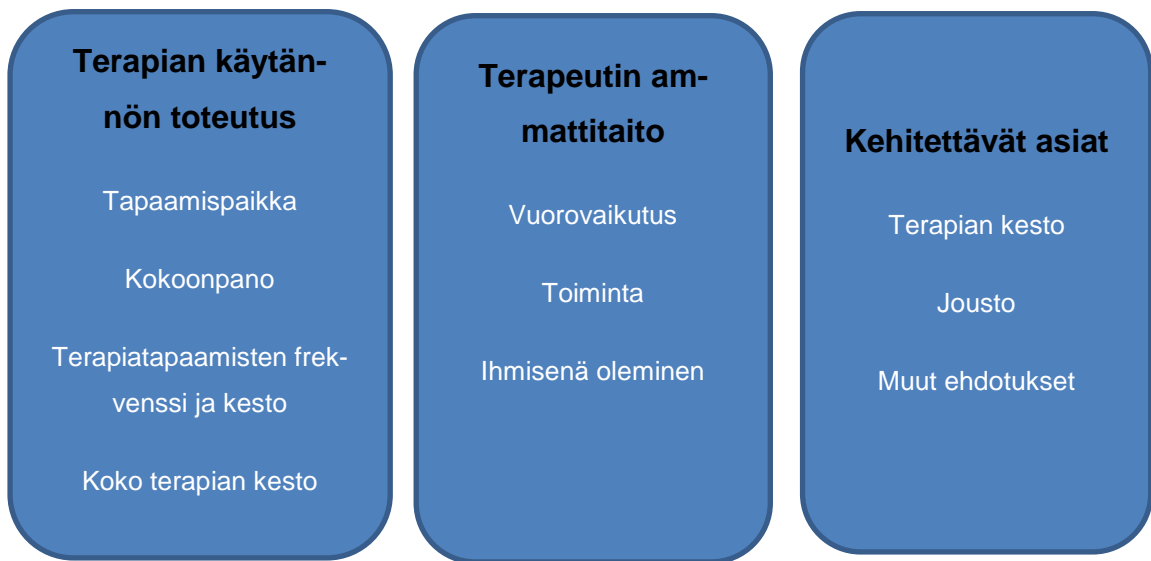 Terapian käytän-
nön toteutus
Tapaamispaikka
Kokoonpano
Terapiatapaamisten frek-
venssi ja kesto
Koko terapian kesto
Terapeutin am-
mattitaito
Vuorovaikutus
Toiminta
Ihmisenä oleminen
Kehitettävät asiat
Terapian kesto
Jousto
Muut ehdotukset